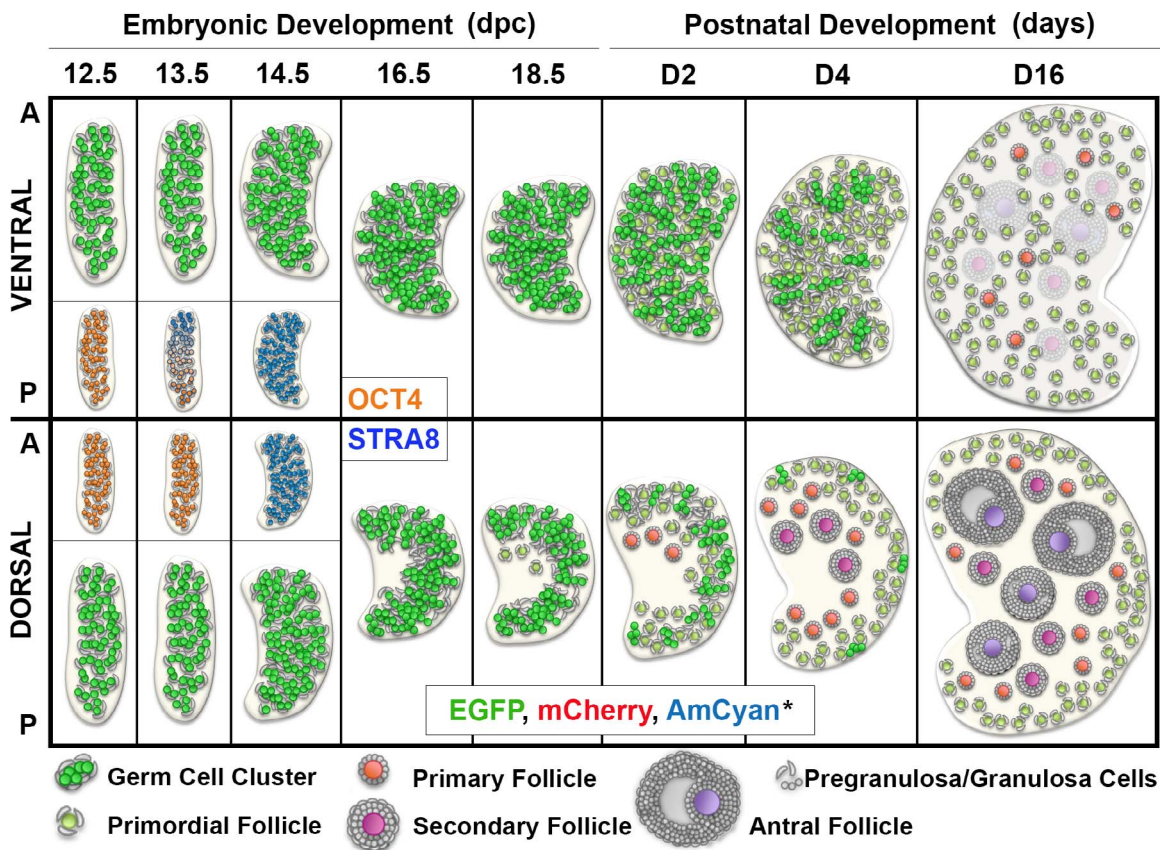 Embryonic Development (dpc)
Postnatal Development (days)
12.5 13.5 14.5 16.5 18.5 D2 D4 D16
A
VENTRAL
P
OCT4
STRA8
A
DORSAL
P
EGFP, mCherry, AmCyan*
Germ Cell Cluster
Primary Follicle
Pregranulosa/Granulosa Cells
Primordial Follicle
Secondary Follicle
Antral Follicle